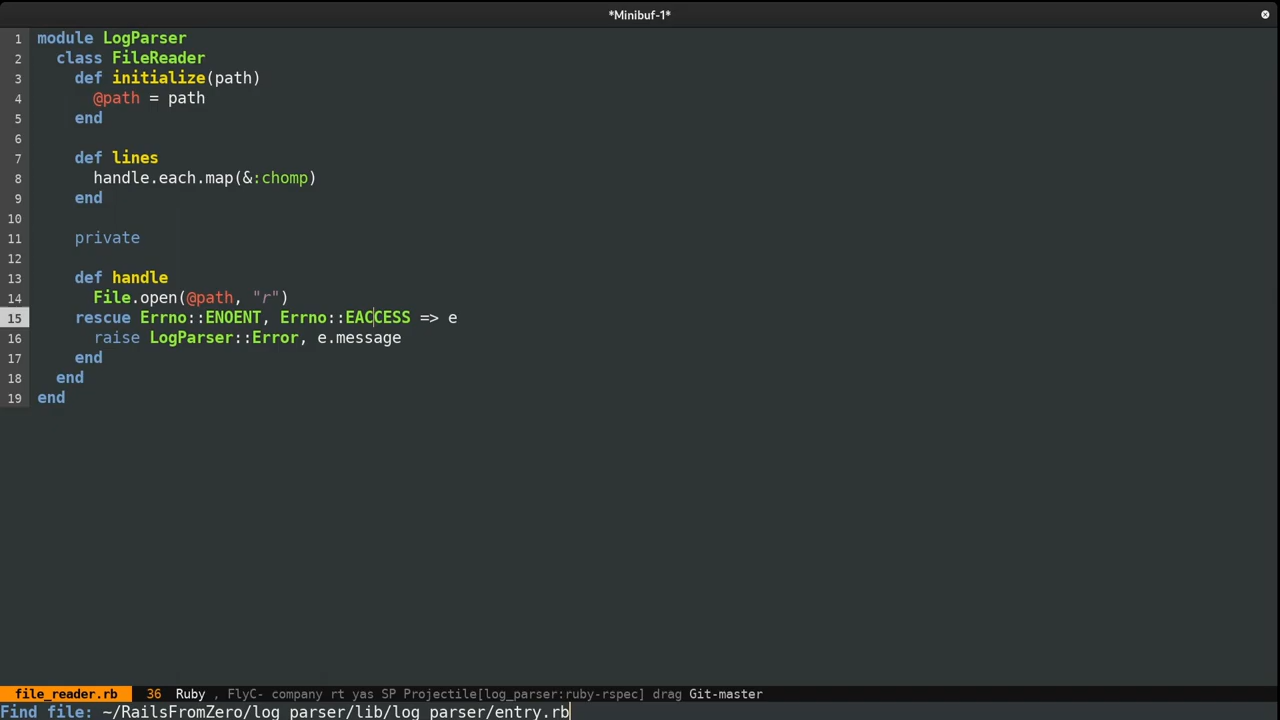 *Minibuf-1*
1 module LogParser
2 class FileReader
3 def initialize(path)
4 @path = path
5 end
6
7 def lines
8 handle.each.map(&:chomp)
9 end
10
11 private
12
13 def handle
14 File.open(@path, "r")
15 rescue Errno::ENOENT, Errno::EACCESS => e
16 raise LogParser::Error, e.message
17 end
18 end
19 end
file_reader.rb 36 Ruby , FlyC- company rt yas SP Projectile[log_parser:ruby-rspec] drag Git-master
Find file: ~/RailsFromZero/log_parser/lib/log_parser/entry.rb